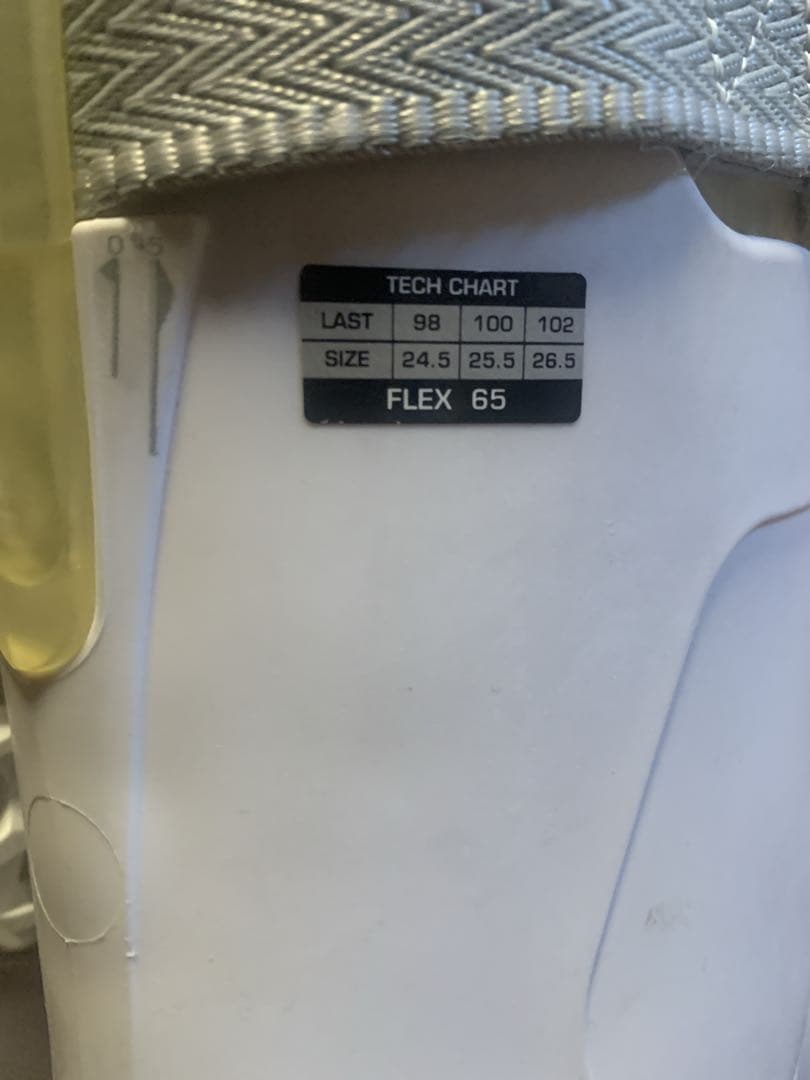 TECH CHART
LAST 98 100 102
SIZE 24.5 25.5 26.5
FLEX 65